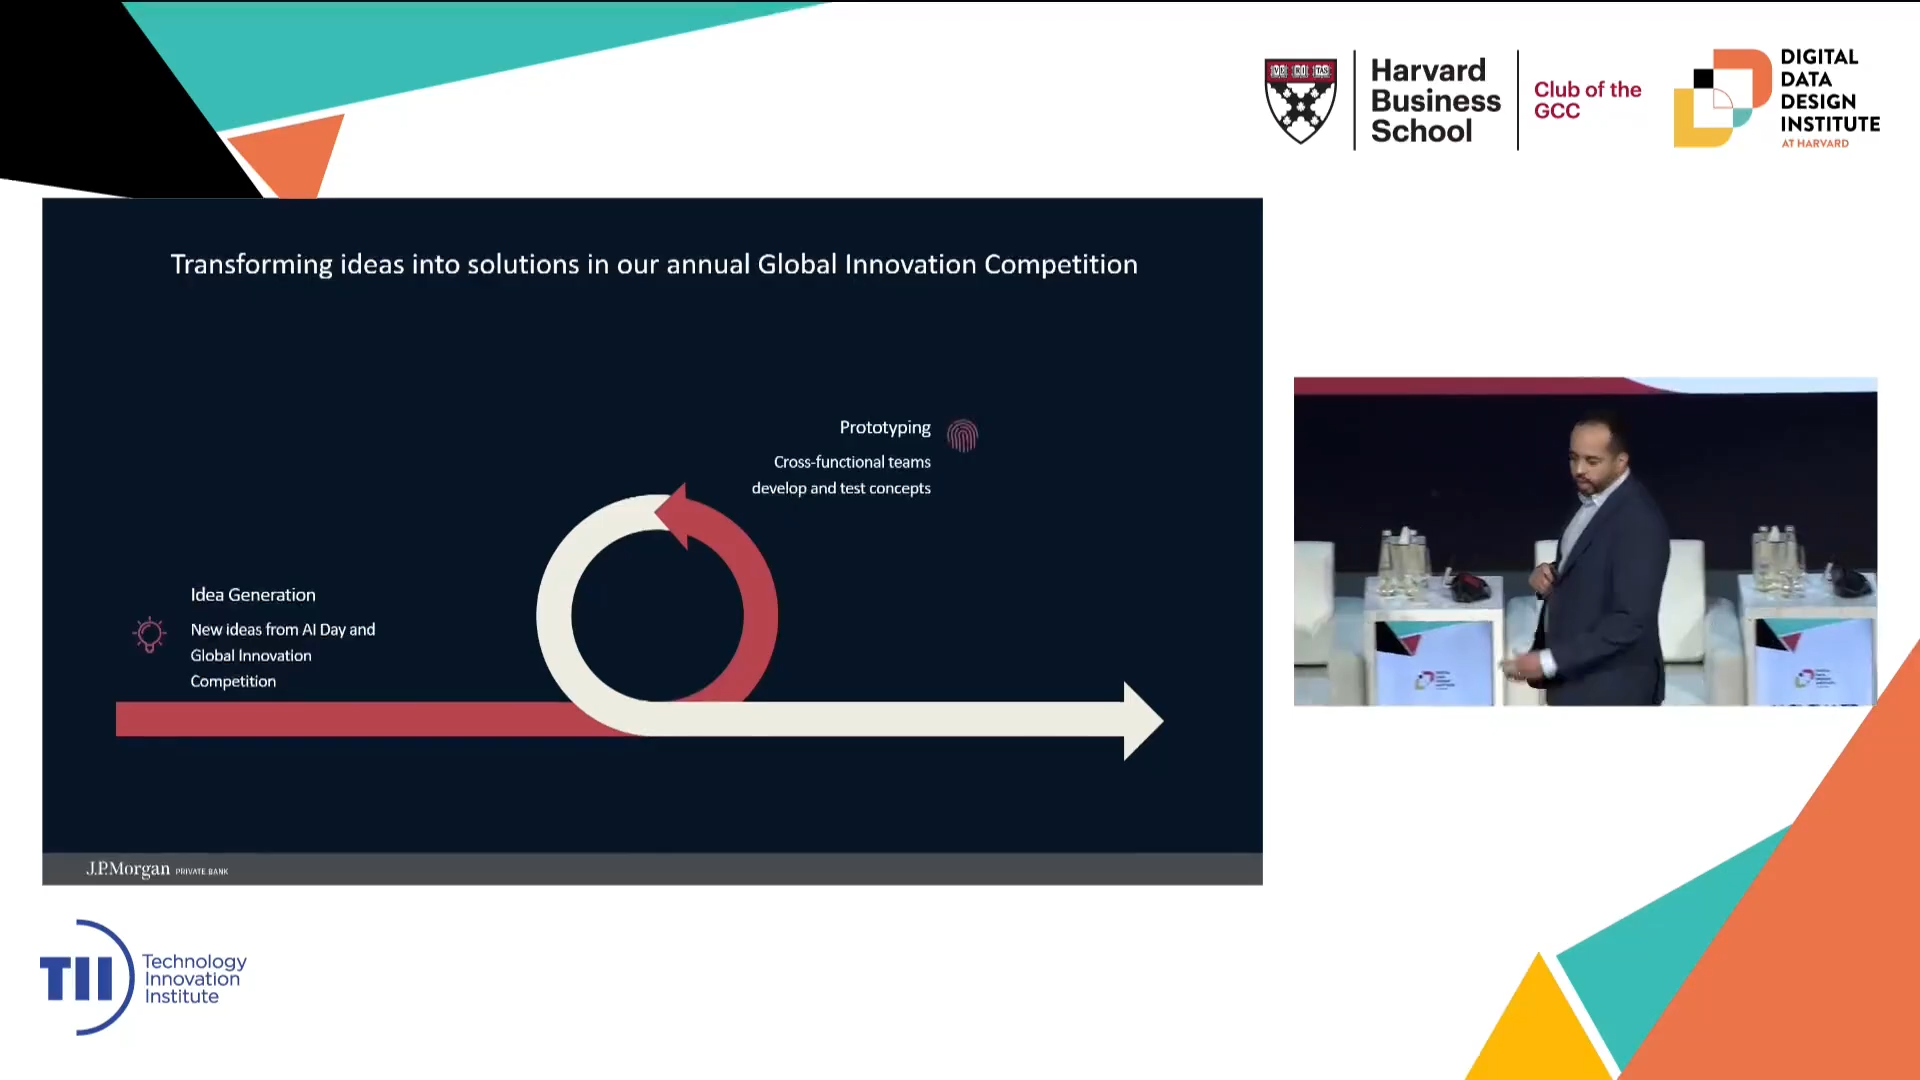 Harvard
Business
School
Club of the
GCC
DIGITAL
DATA
DESIGN
INSTITUTE
AT HARVARD
Transforming ideas into solutions in our annual Global Innovation Competition
Prototyping
Cross-functional teams
develop and test concepts
Idea Generation
New ideas from AI Day and
Global Innovation
Competition
J.P.Morgan PRIVATE BANK
TII
Technology
Innovation
Institute